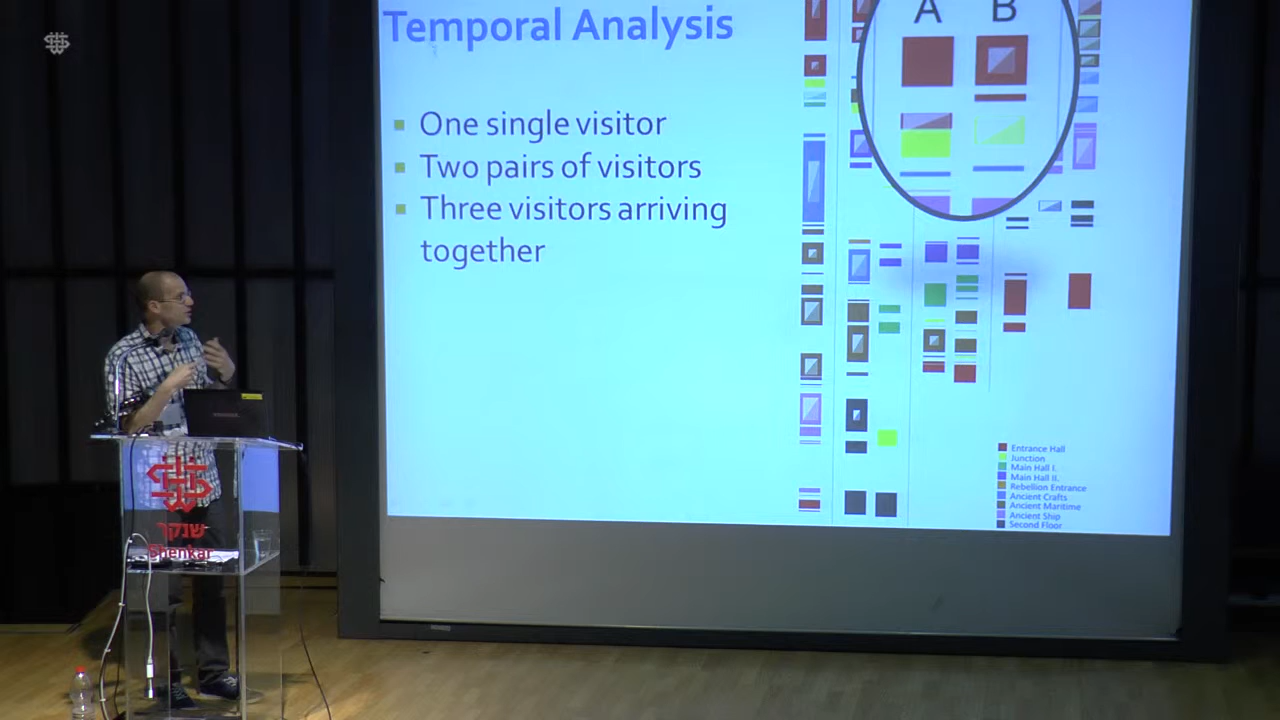 Temporal Analysis
One single visitor
Two pairs of visitors
Three visitors arriving
together
A B
Entrance Hall
Junction
Main Hall I.
Main Hall II.
Rebellion Entrance
Ancient Crafts
Ancient Maritime
Ancient Ship
Second Floor
שנקר
Shenkar